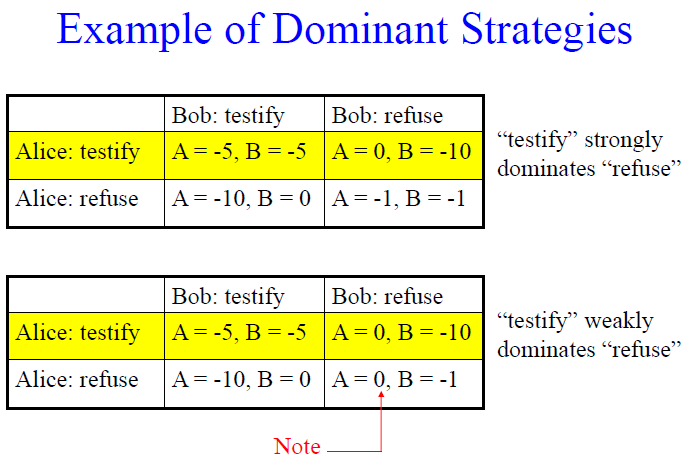 Example of Dominant Strategies
Bob: testify Bob: refuse
Alice: testify A = -5, B = -5 A = 0, B = -10
Alice: refuse A = -10, B = 0 A = -1, B = -1
“testify” strongly
dominates “refuse”
Bob: testify Bob: refuse
Alice: testify A = -5, B = -5 A = 0, B = -10
Alice: refuse A = -10, B = 0 A = 0, B = -1
“testify” weakly
dominates “refuse”
Note